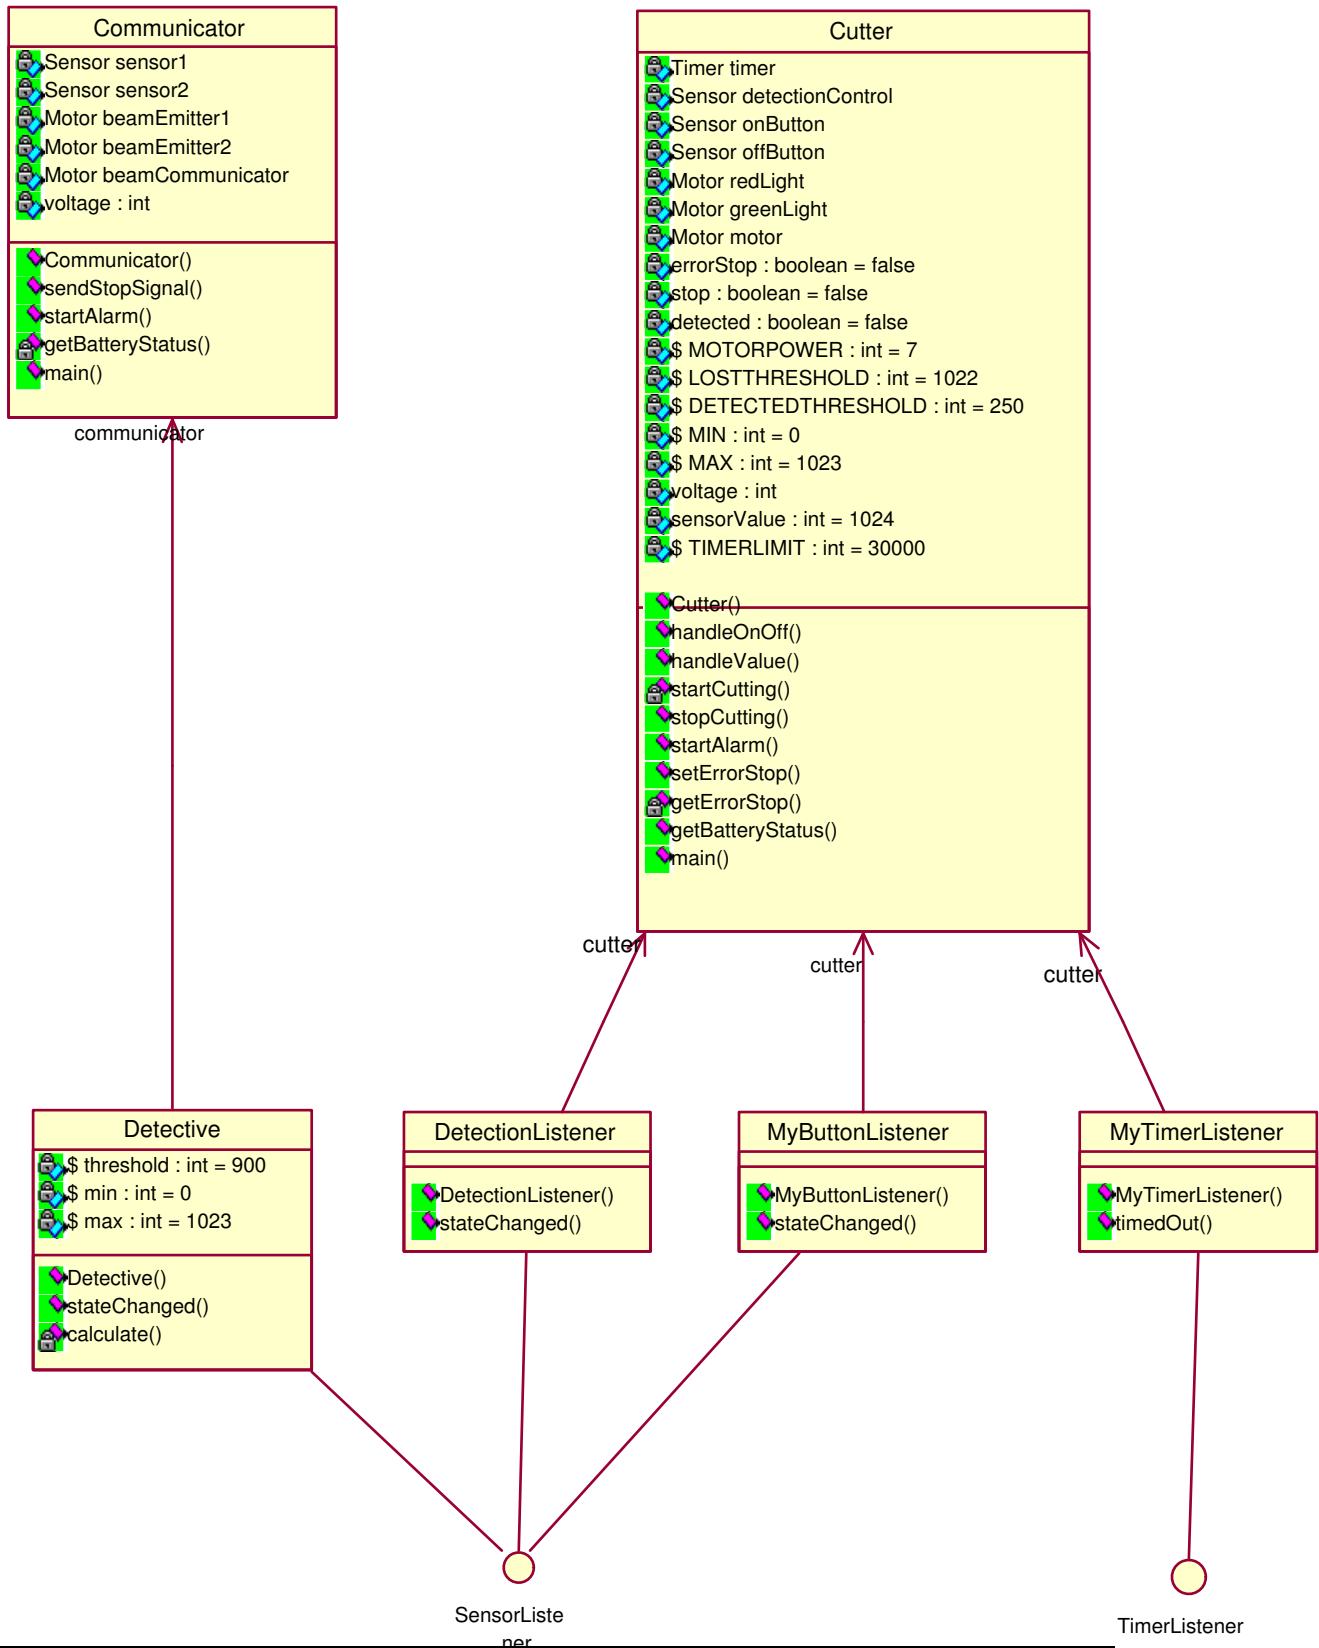 Communicator
Sensor sensor1
Sensor sensor2
Motor beamEmitter1
Motor beamEmitter2
Motor beamCommunicator
voltage : int
Communicator()
sendStopSignal()
startAlarm()
getBatteryStatus()
main()
communicator
Cutter
Timer timer
Sensor detectionControl
Sensor onButton
Sensor offButton
Motor redLight
Motor greenLight
Motor motor
errorStop : boolean = false
stop : boolean = false
detected : boolean = false
$ MOTORPOWER : int = 7
$ LOSTTHRESHOLD : int = 1022
$ DETECTEDTHRESHOLD : int = 250
$ MIN : int = 0
$ MAX : int = 1023
voltage : int
sensorValue : int = 1024
$ TIMERLIMIT : int = 30000
Cutter()
handleOnOff()
handleValue()
startCutting()
stopCutting()
startAlarm()
setErrorStop()
getErrorStop()
getBatteryStatus()
main()
cutter
cutter
cutter
Detective
$ threshold : int = 900
$ min : int = 0
$ max : int = 1023
Detective()
stateChanged()
calculate()
DetectionListener
DetectionListener()
stateChanged()
MyButtonListener
MyButtonListener()
stateChanged()
MyTimerListener
MyTimerListener()
timedOut()
SensorListe
ner
TimerListener